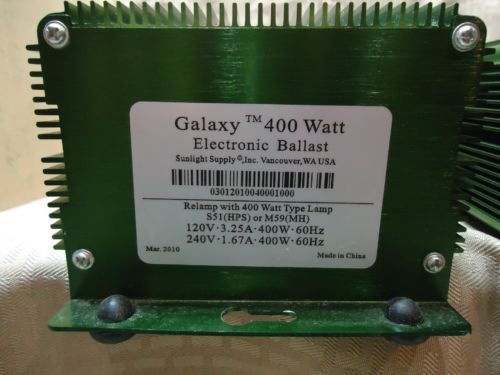 Galaxy ™ 400 Watt
Electronic Ballast
Sunlight Supply ©,Inc. Vancouver,WA USA
03012010040001000
Relamp with 400 Watt Type Lamp
S51(HPS) or M59(MH)
120V·3.25A·400W·60Hz
240V·1.67A·400W·60Hz
Mar. 2010
Made in China